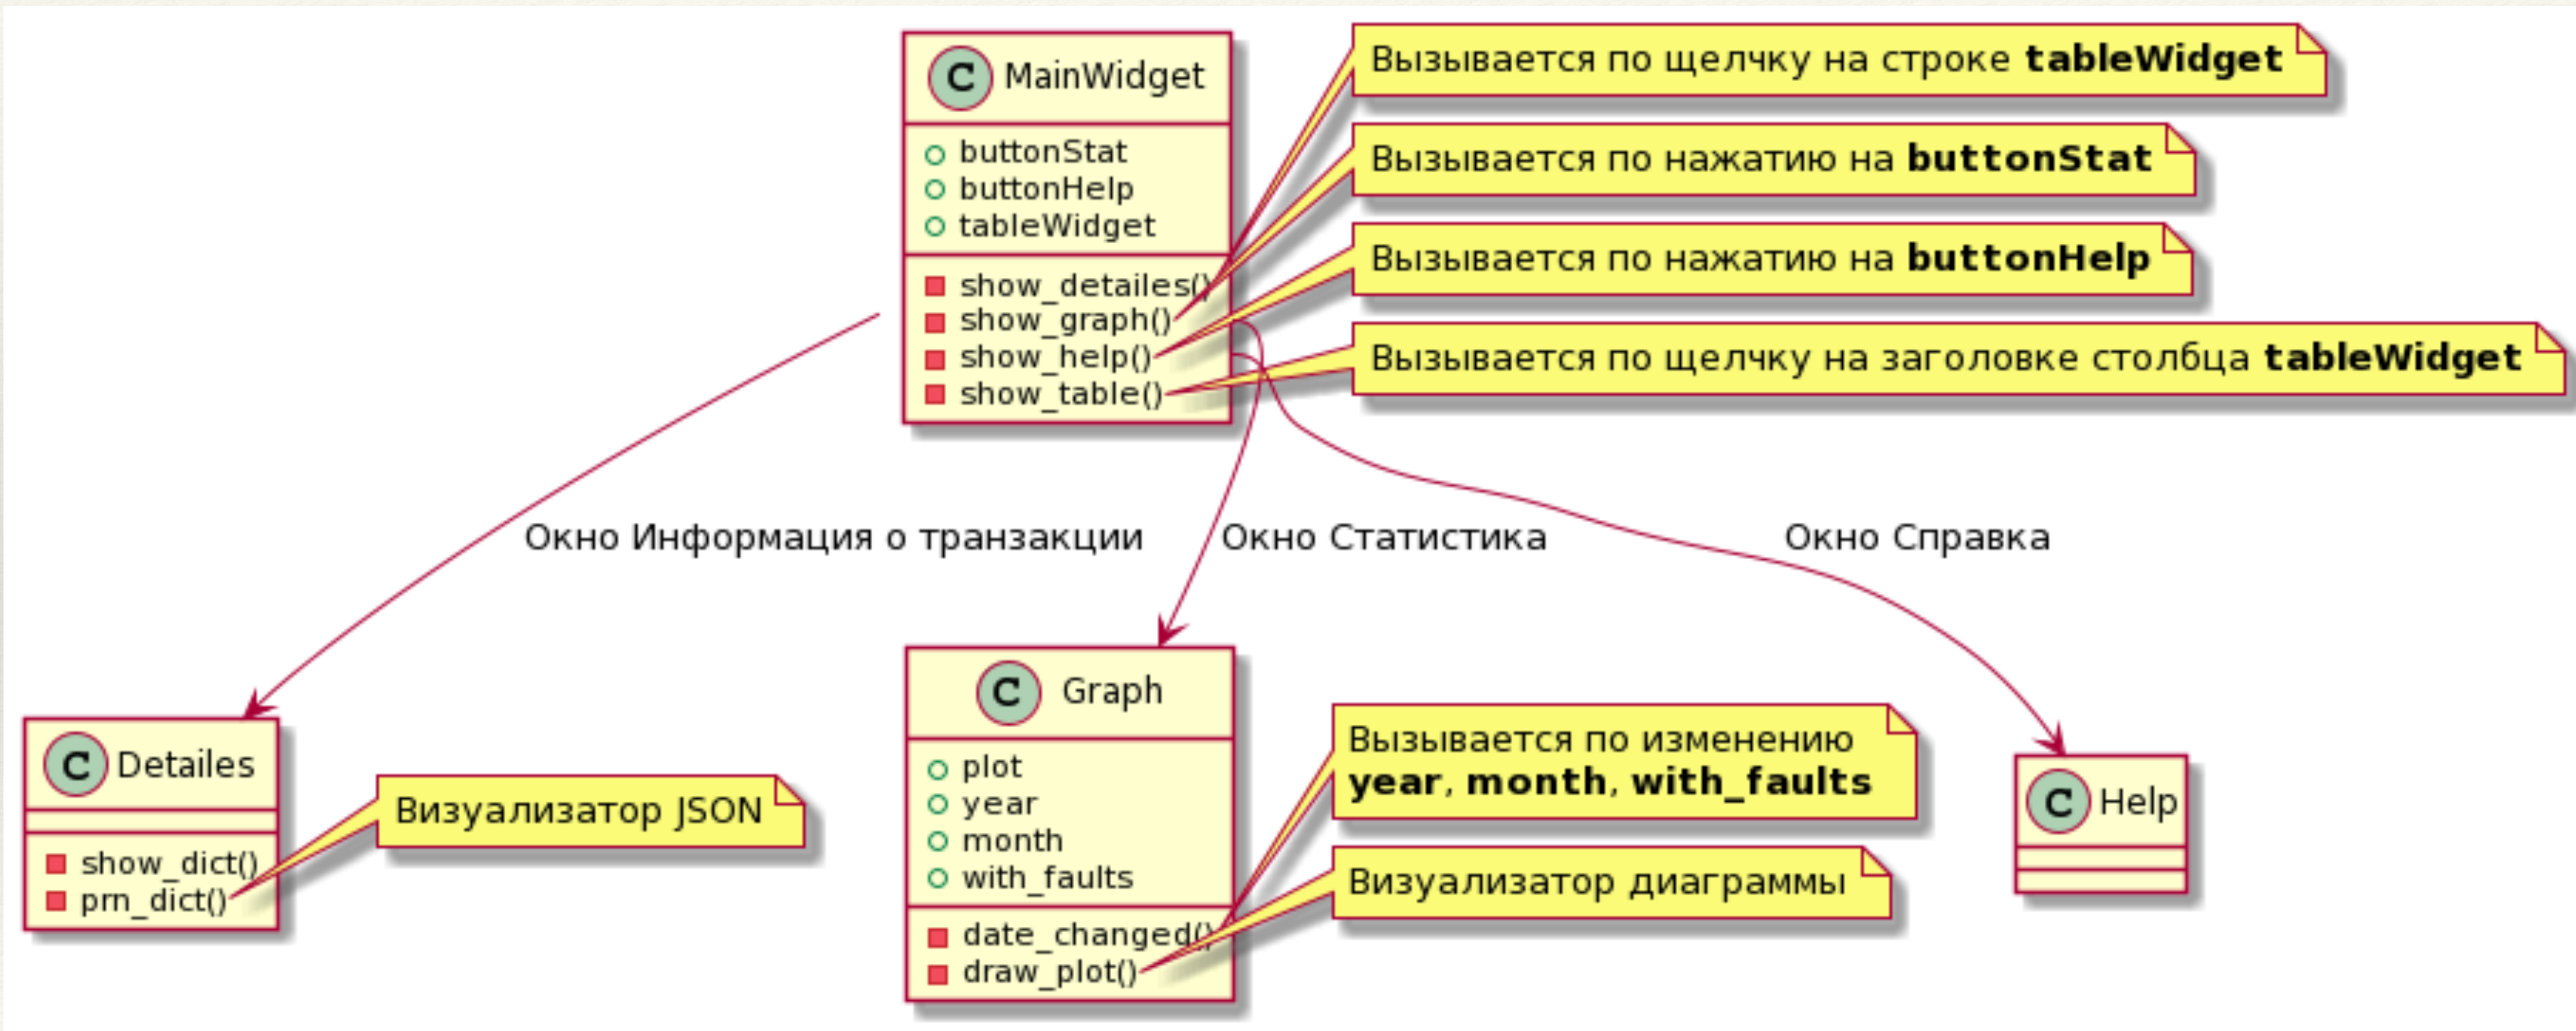 C MainWidget
buttonStat
buttonHelp
tableWidget
show_detailes()
show_graph()
show_help()
show_table()
Вызывается по щелчку на строке tableWidget
Вызывается по нажатию на buttonStat
Вызывается по нажатию на buttonHelp
Вызывается по щелчку на заголовке столбца tableWidget
Окно Информация о транзакции
Окно Статистика
Окно Справка
C Detailes
show_dict()
prn_dict()
Визуализатор JSON
C Graph
plot
year
month
with_faults
date_changed()
draw_plot()
Вызывается по изменению
year, month, with_faults
Визуализатор диаграммы
C Help